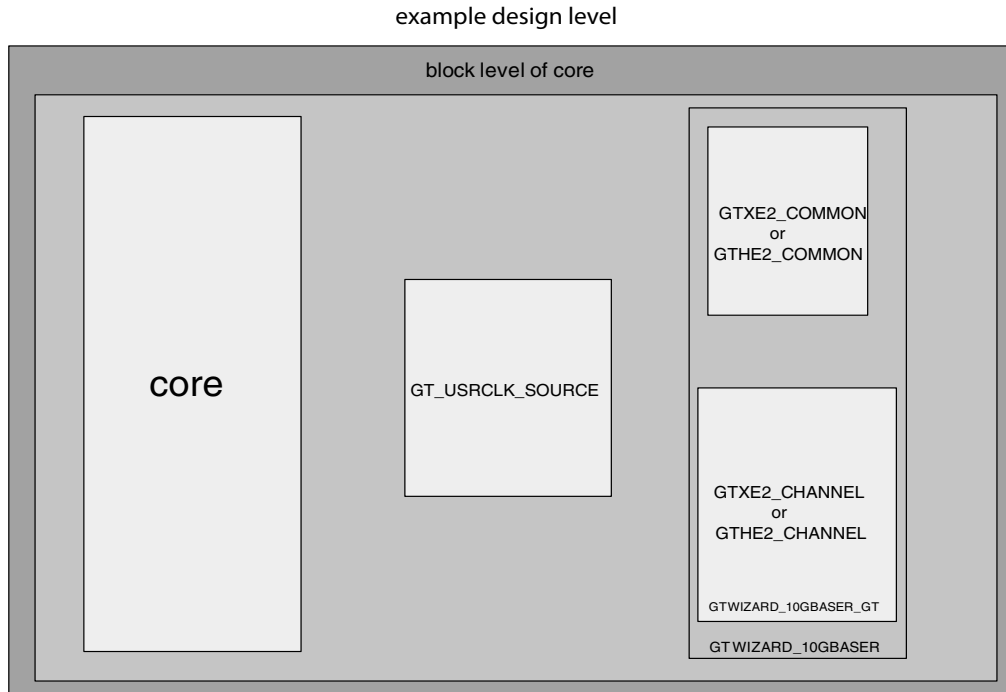 example design level
block level of core
core
GT_USRCLK_SOURCE
GTXE2_COMMON
or
GTHE2_COMMON
GTXE2_CHANNEL
or
GTHE2_CHANNEL
GTWIZARD_10GBASER_GT
GTWIZARD_10GBASER